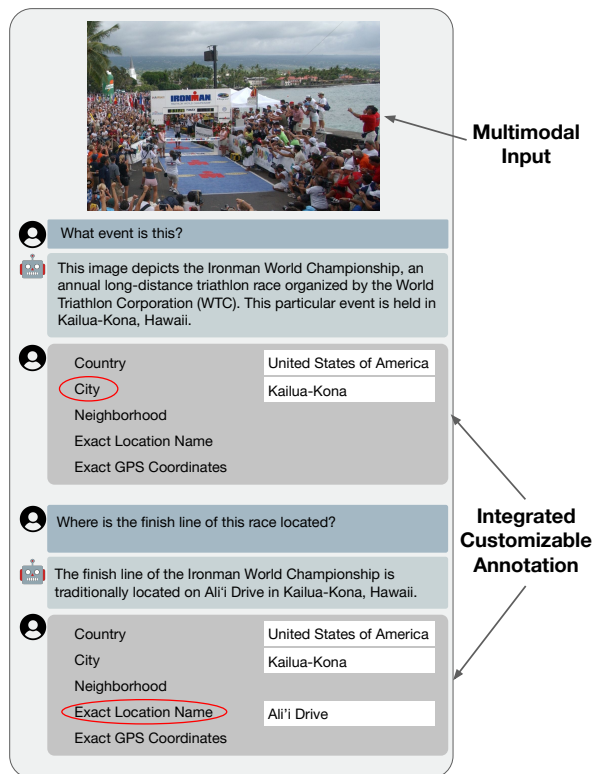 IRONMAN
Multimodal
Input
What event is this?
This image depicts the Ironman World Championship, an
annual long-distance triathlon race organized by the World
Triathlon Corporation (WTC). This particular event is held in
Kailua-Kona, Hawaii.
Country United States of America
City Kailua-Kona
Neighborhood
Exact Location Name
Exact GPS Coordinates
Where is the finish line of this race located?
Integrated
Customizable
Annotation
The finish line of the Ironman World Championship is
traditionally located on Aliʻi Drive in Kailua-Kona, Hawaii.
Country United States of America
City Kailua-Kona
Neighborhood
Exact Location Name Ali'i Drive
Exact GPS Coordinates